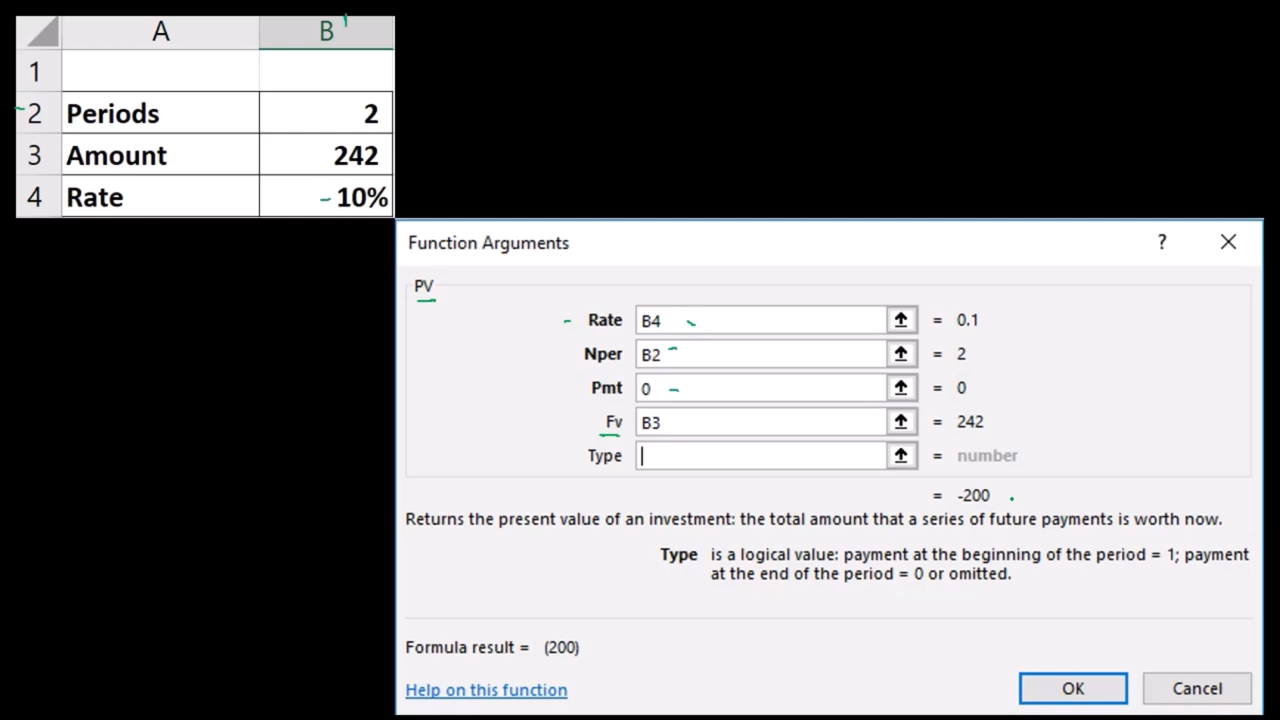 A B
1
2 Periods 2
3 Amount 242
4 Rate 10%
Function Arguments ?
PV
Rate B4 = 0.1
Nper B2 = 2
Pmt 0 = 0
Fv B3 = 242
Type = number
= -200
Returns the present value of an investment: the total amount that a series of future payments is worth now.
Type is a logical value: payment at the beginning of the period = 1; payment
at the end of the period = 0 or omitted.
Formula result = (200)
Help on this function OK Cancel